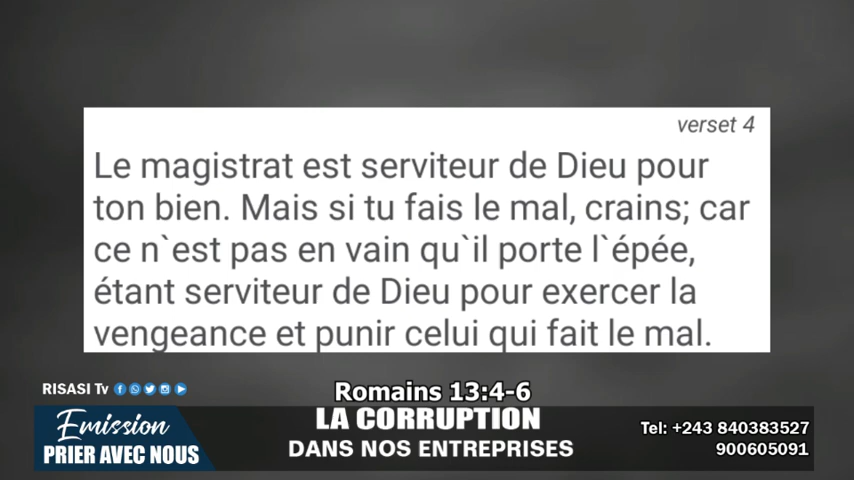 verset 4
Le magistrat est serviteur de Dieu pour
ton bien. Mais si tu fais le mal, crains; car
ce n`est pas en vain qu`il porte l`épée,
étant serviteur de Dieu pour exercer la
vengeance et punir celui qui fait le mal.
RISASI Tv
Romains 13:4-6
Emission
PRIER AVEC NOUS
LA CORRUPTION
DANS NOS ENTREPRISES
Tel: +243 840383527
900605091